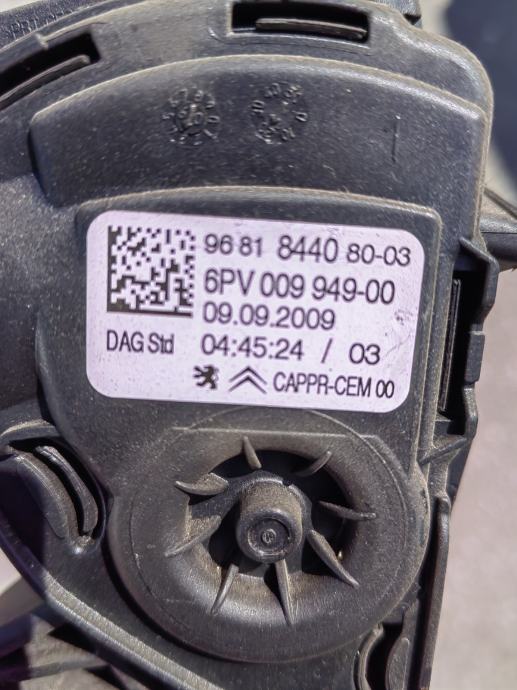 96 81 8440 80-03
6PV 009 949-00
09.09.2009
DAG Std 04:45:24 / 03
CAPPR-CEM 00